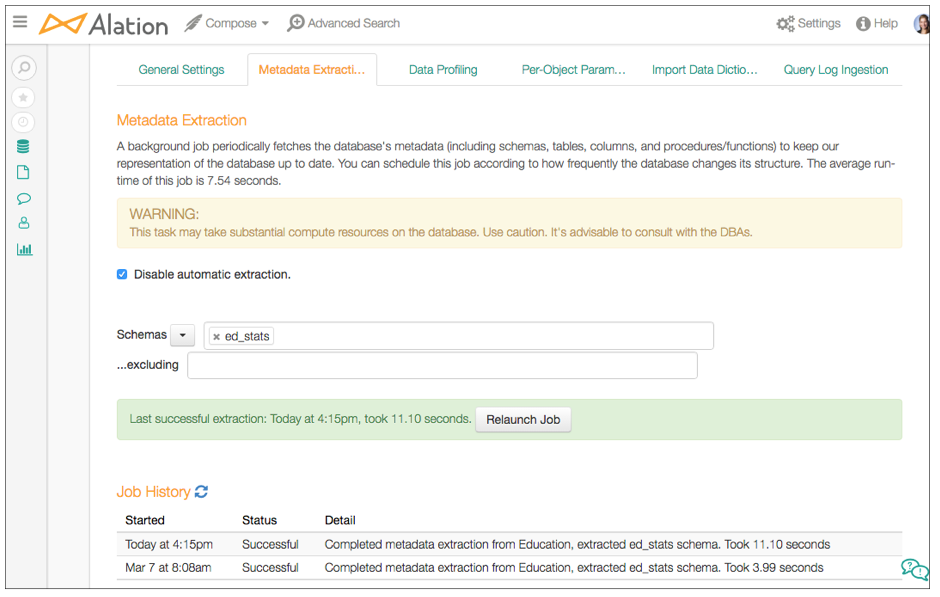 Alation Compose Advanced Search Settings Help
General Settings Metadata Extracti... Data Profiling Per-Object Param... Import Data Dictio... Query Log Ingestion
Metadata Extraction
A background job periodically fetches the database's metadata (including schemas, tables, columns, and procedures/functions) to keep our
representation of the database up to date. You can schedule this job according to how frequently the database changes its structure. The average run-
time of this job is 7.54 seconds.
WARNING:
This task may take substantial compute resources on the database. Use caution. It's advisable to consult with the DBAs.
Disable automatic extraction.
Schemas × ed_stats
...excluding
Last successful extraction: Today at 4:15pm, took 11.10 seconds. Relaunch Job
Job History
Started Status Detail
Today at 4:15pm Successful Completed metadata extraction from Education, extracted ed_stats schema. Took 11.10 seconds
Mar 7 at 8:08am Successful Completed metadata extraction from Education, extracted ed_stats schema. Took 3.99 seconds